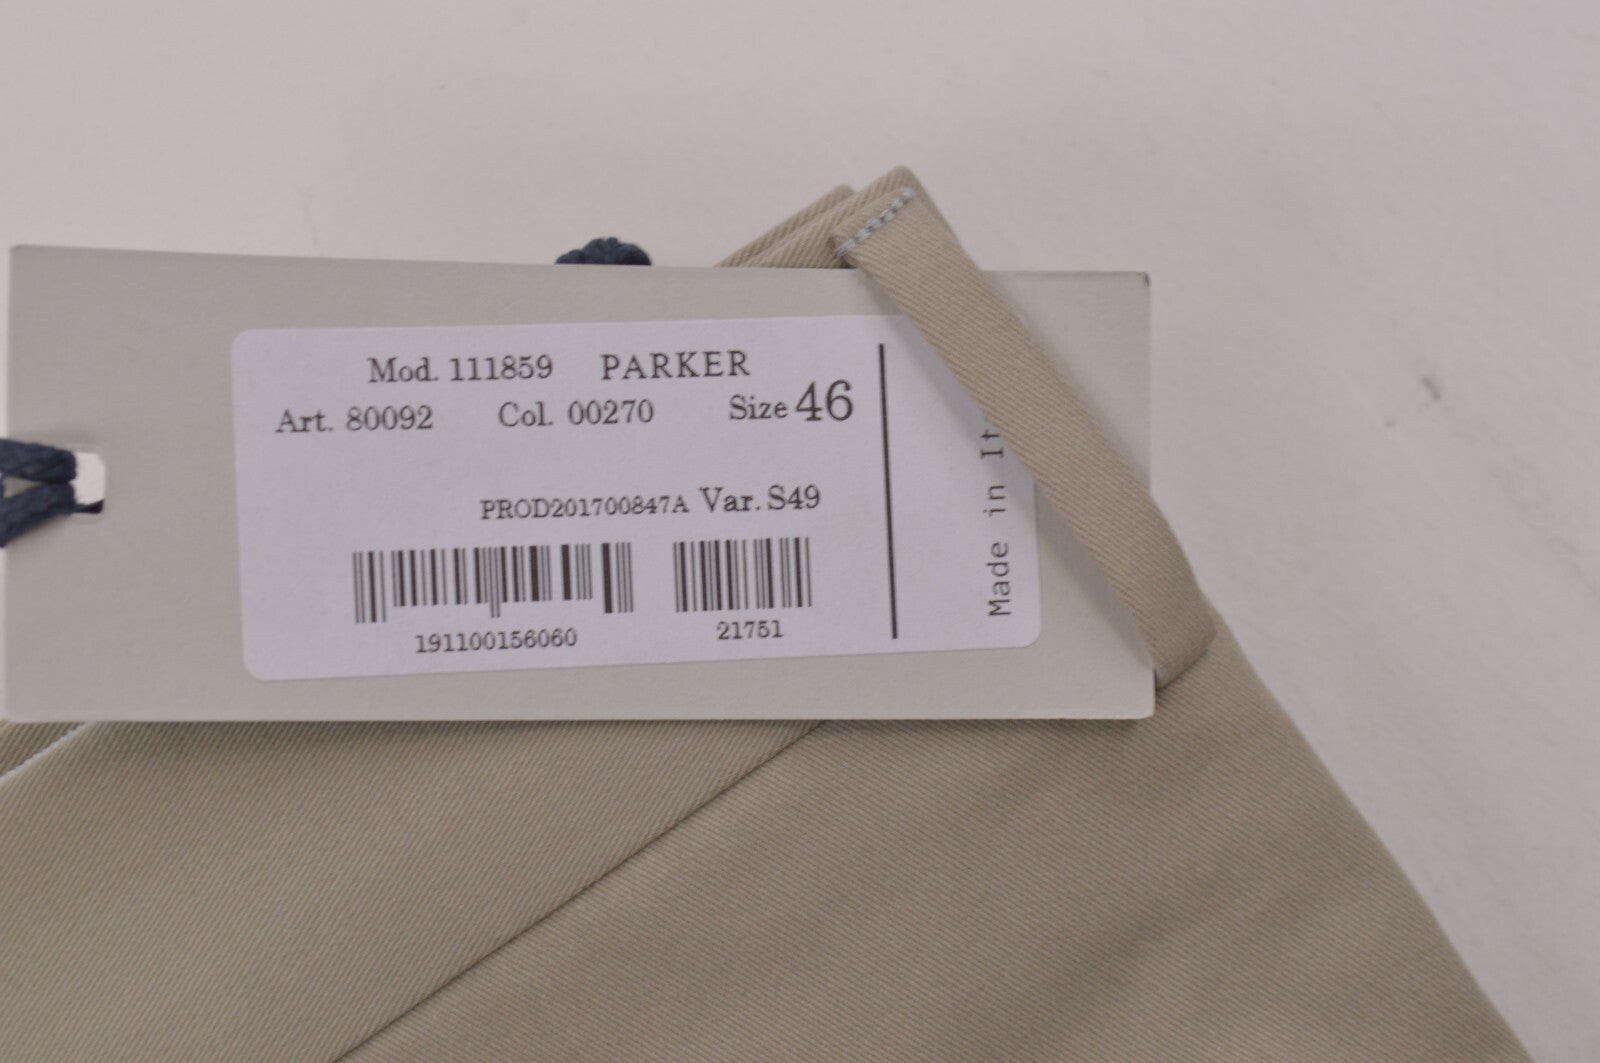 Mod. 111859 PARKER
Art. 80092 Col. 00270 Size 46
PROD201700847A Var. S49
191100156060 21751
Made in It